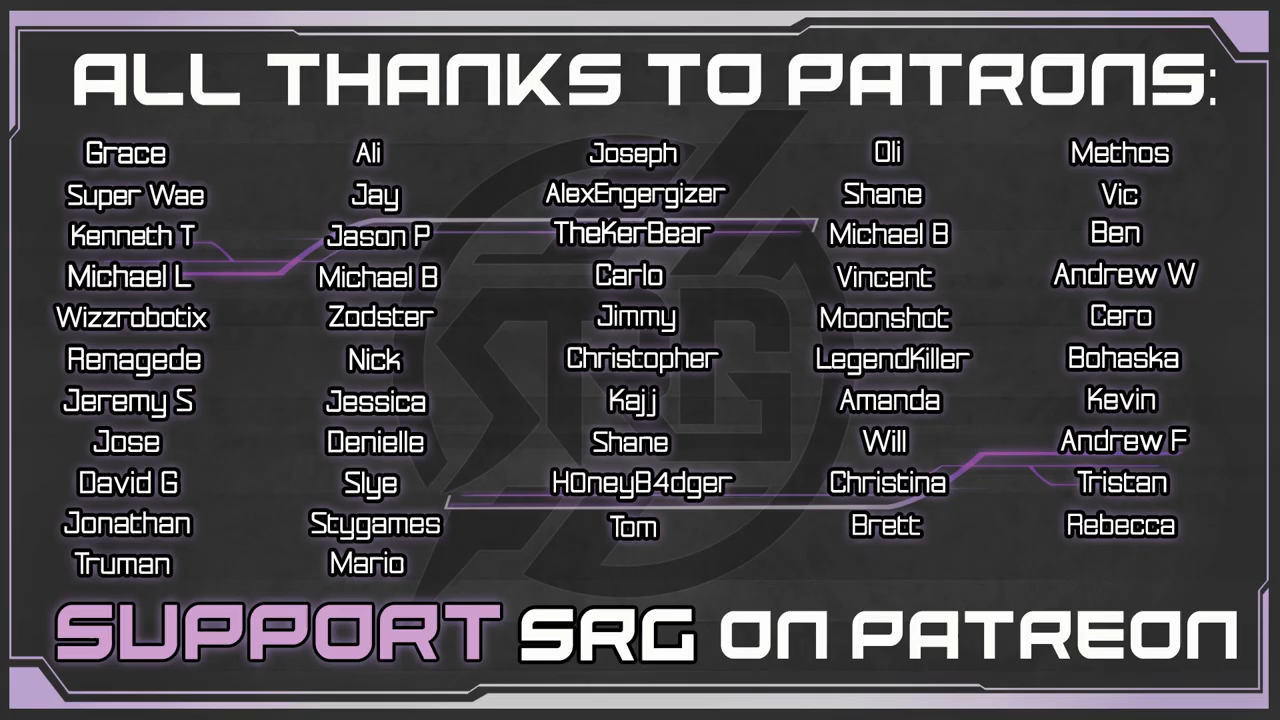 ALL THANKS TO PATRONS:
Grace Ali Joseph Oli Methos
Super Wae Jay AlexEngergizer Shane Vic
Kenneth T Jason P TheKerBear Michael B Ben
Michael L Michael B Carlo Vincent Andrew W
Wizzrobotix Zodster Jimmy Moonshot Cero
Renagede Nick Christopher LegendKiller Bohaska
Jeremy S Jessica Kajj Amanda Kevin
Jose Denielle Shane Will Andrew F
David G Slye H0neyB4dger Christina Tristan
Jonathan Stygames Tom Brett Rebecca
Truman Mario
SUPPORT SRG ON PATREON